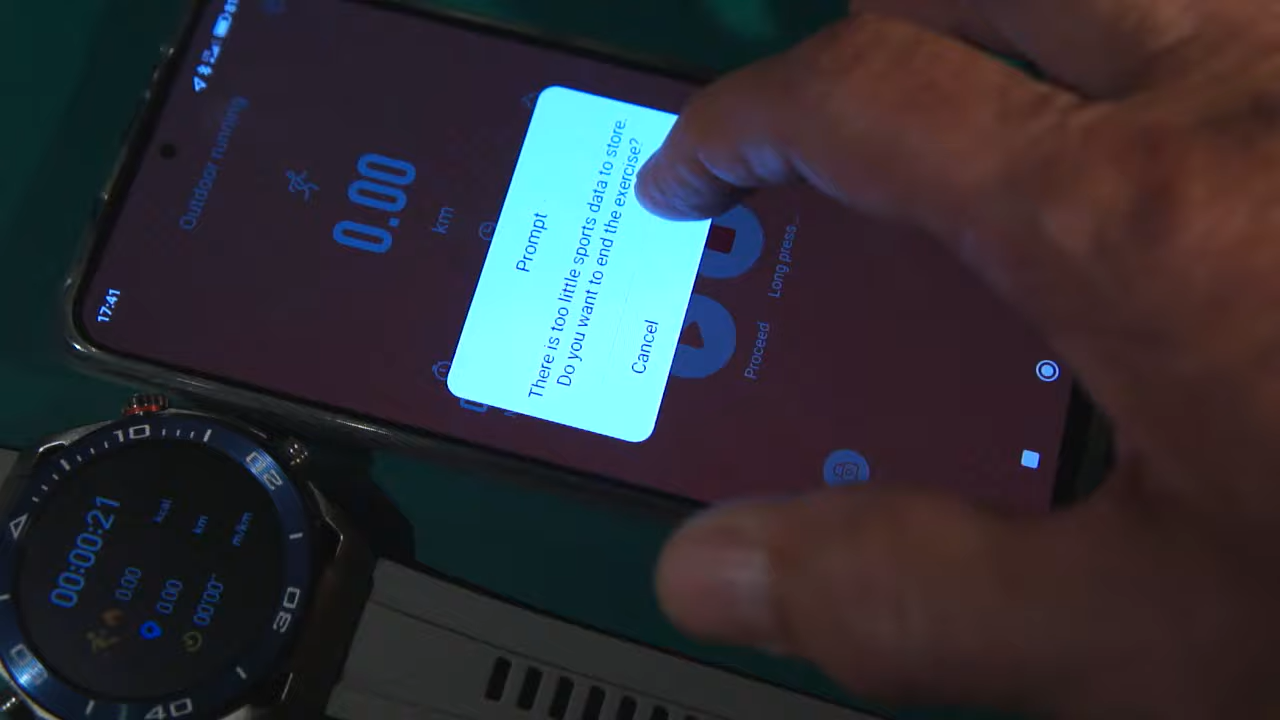 17:41
Outdoor running
0.00
km
Prompt
There is too little sports data to store.
Do you want to end the exercise?
Cancel
Proceed
Long press...
00:00:21
0.00
kcal
0.00
km
00'00"
m/km
10
20
30
40